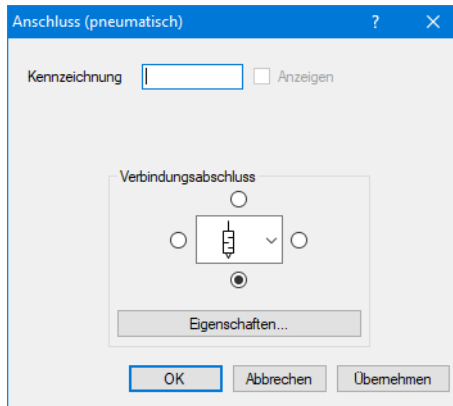 Anschluss (pneumatisch) ?
Kennzeichnung Anzeigen
Verbindungsabschluss
Eigenschaften...
OK Abbrechen Übernehmen